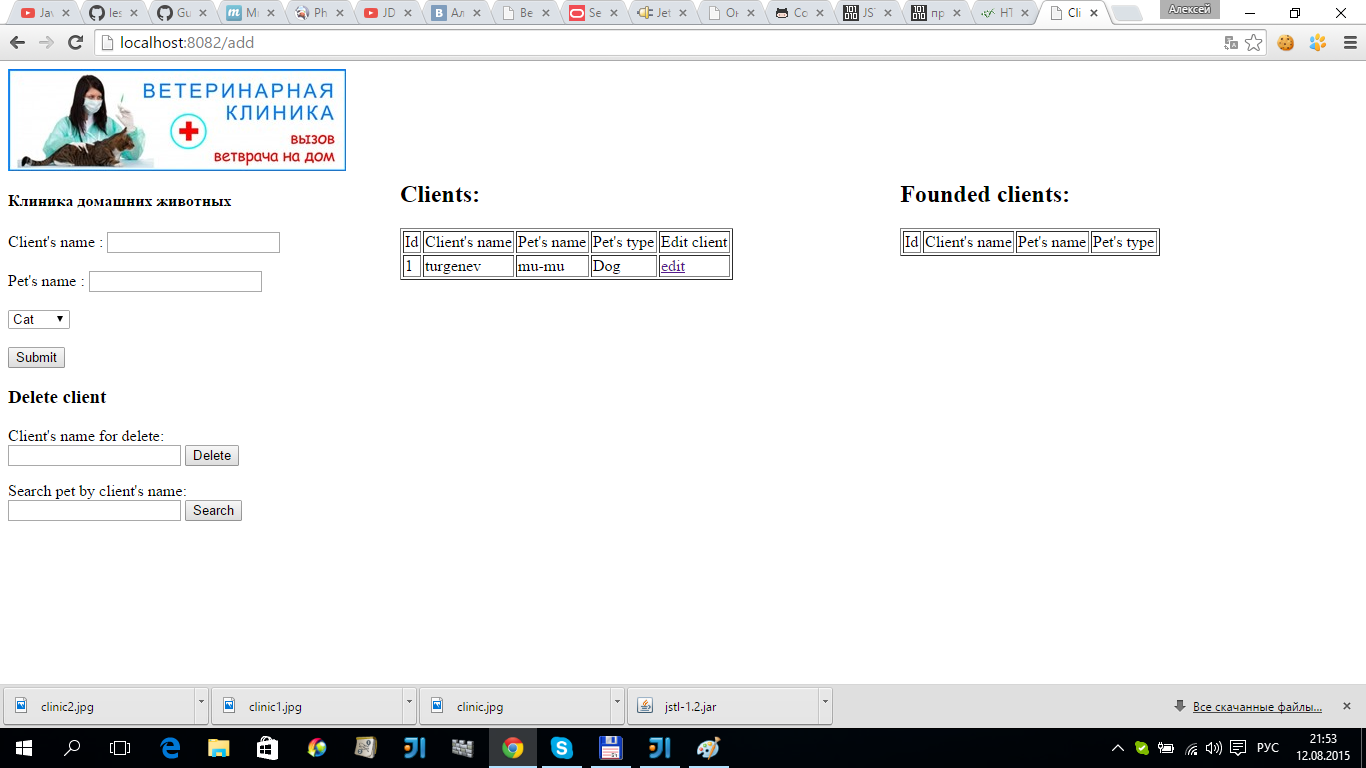 Jav
les
Gu
Mi
Ph
JD
Ал
Be
Se
Jet
Co
JS
пр
HT
Cli
Алексей
localhost:8082/add
ВЕТЕРИНАРНАЯ
КЛИНИКА
вызов
ветврача на дом
Клиника домашних животных
Client's name :
Pet's name :
Cat
Submit
Delete client
Client's name for delete:
Delete
Search pet by client's name:
Search
Clients:
Id Client's name Pet's name Pet's type Edit client
1 turgenev mu-mu Dog edit
Founded clients:
Id Client's name Pet's name Pet's type
clinic2.jpg
clinic1.jpg
clinic.jpg
jstl-1.2.jar
Все скачанные файлы...
РУС
21:53
12.08.2015